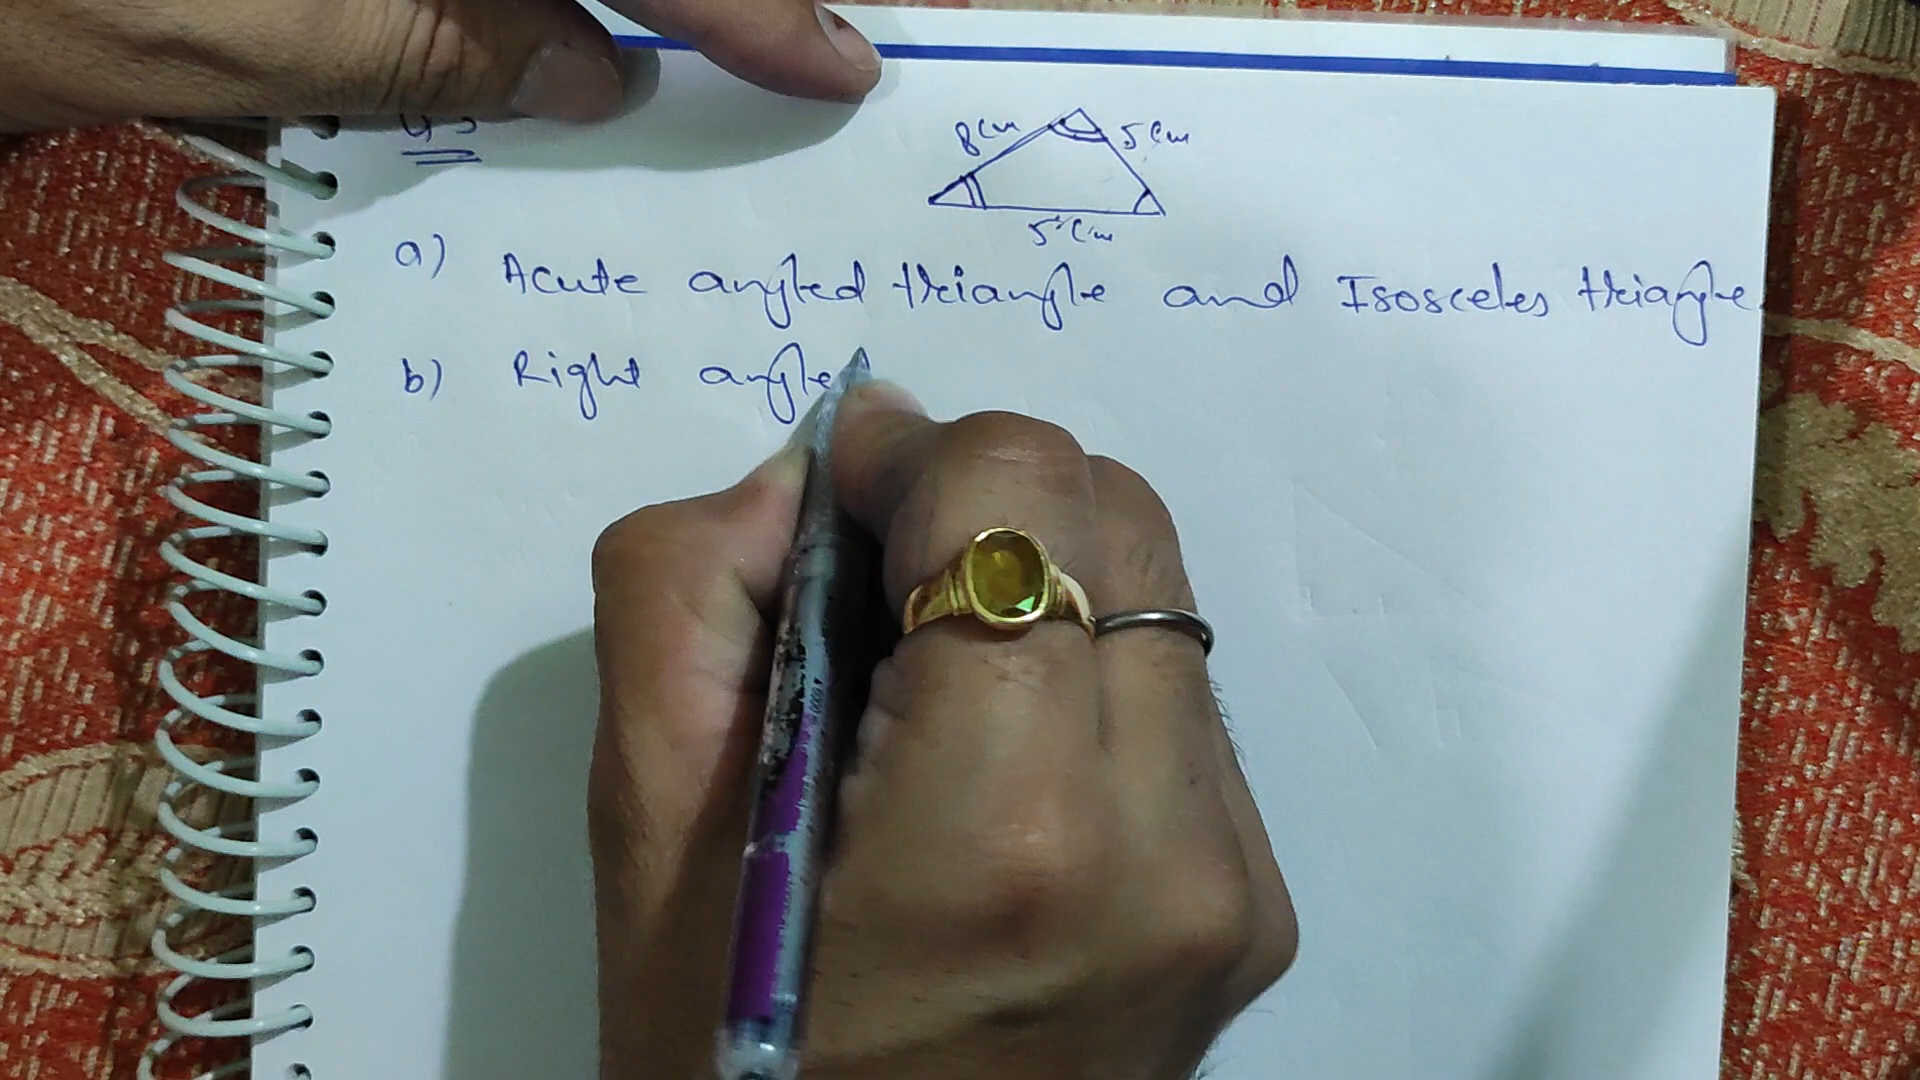 8cm 5cm
5cm
a) Acute angled triangle and Isosceles triangle
b) Right angled